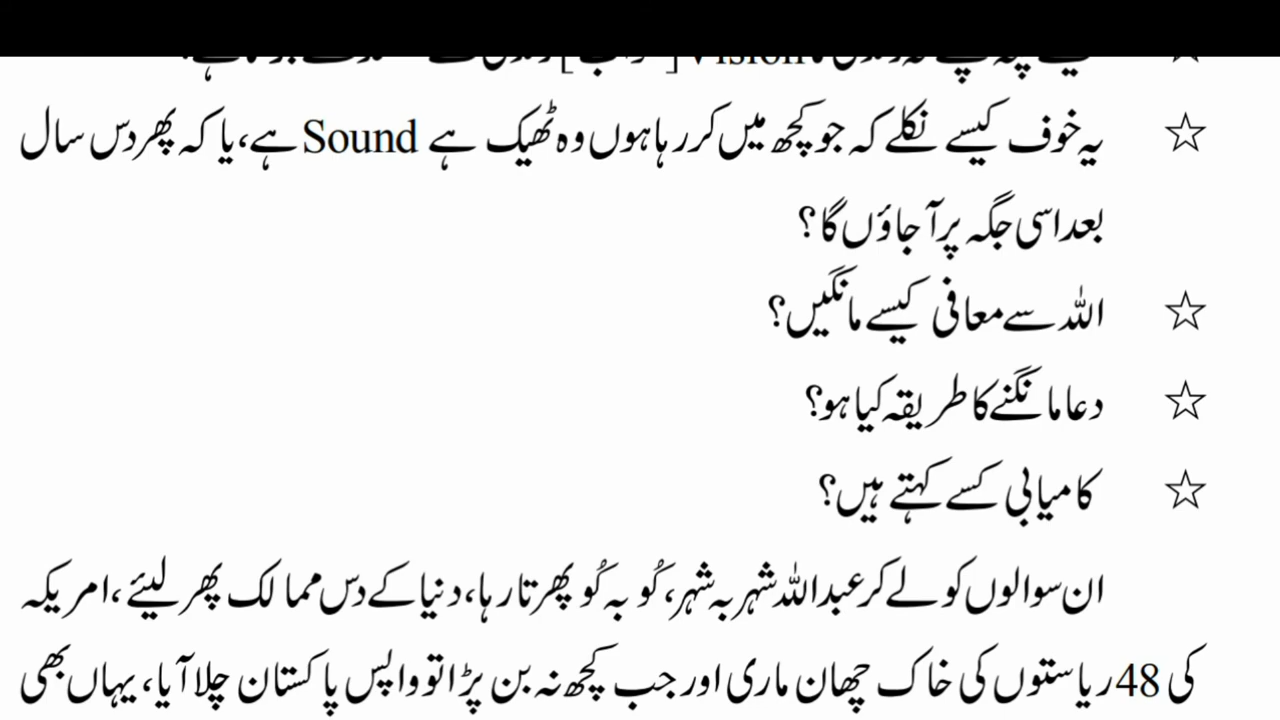 ☆ یہ خوف کیسے نکلے کہ جو کچھ میں کر رہا ہوں وہ ٹھیک ہے Sound ہے، یا کہ پھر دس سال
بعد اسی جگہ پر آ جاؤں گا؟
☆ اللہ سے معافی کیسے مانگیں؟
☆ دعا مانگنے کا طریقہ کیا ہو؟
☆ کامیابی کسے کہتے ہیں؟
ان سوالوں کو لے کر عبداللہ شہر بہ شہر، کُو بہ کُو پھرتا رہا، دنیا کے دس ممالک پھر لیئے، امریکہ
کی 48 ریاستوں کی خاک چھان ماری اور جب کچھ نہ بن پڑا تو واپس پاکستان چلا آیا، یہاں بھی